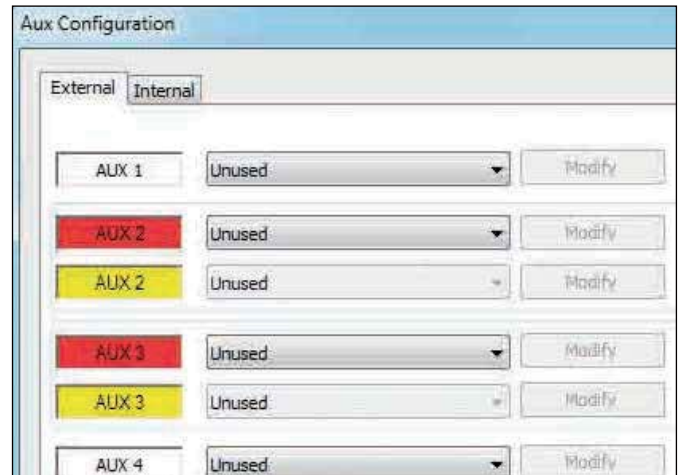 Aux Configuration
External Internal
AUX 1 Unused Modify
AUX 2 Unused Modify
AUX 2 Unused Modify
AUX 3 Unused Modify
AUX 3 Unused Modify
AUX 4 Unused Modify